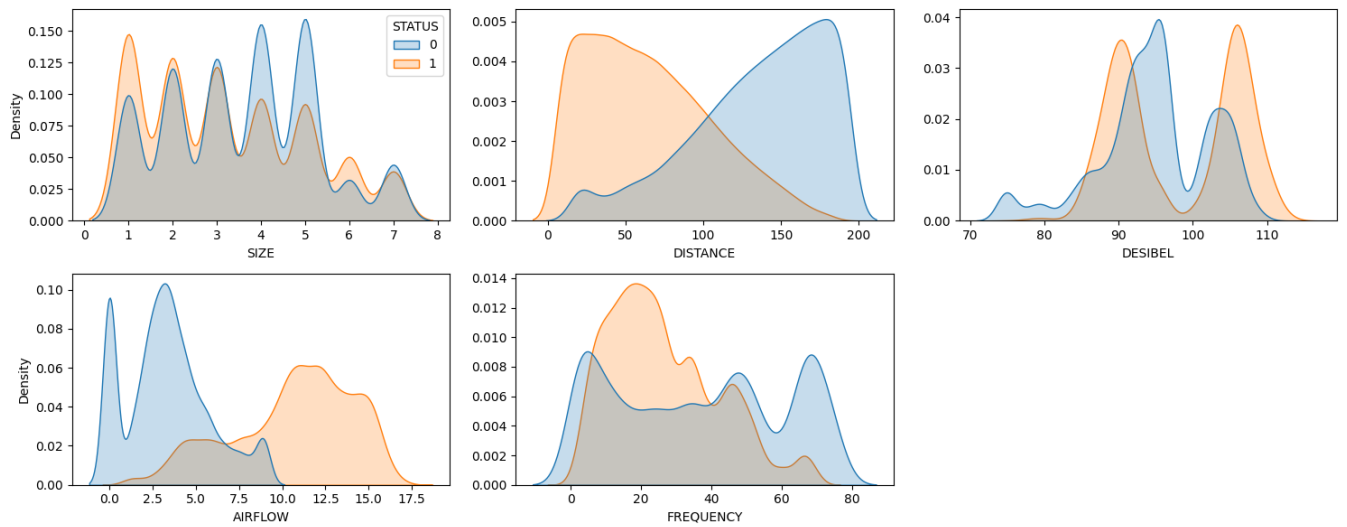 STATUS
0
1
Density
0.150
0.125
0.100
0.075
0.050
0.025
0.000
0 1 2 3 4 5 6 7 8
SIZE
0.005
0.004
0.003
0.002
0.001
0.000
0 50 100 150 200
DISTANCE
0.04
0.03
0.02
0.01
0.00
70 80 90 100 110
DESIBEL
Density
0.10
0.08
0.06
0.04
0.02
0.00
0.0 2.5 5.0 7.5 10.0 12.5 15.0 17.5
AIRFLOW
0.014
0.012
0.010
0.008
0.006
0.004
0.002
0.000
0 20 40 60 80
FREQUENCY